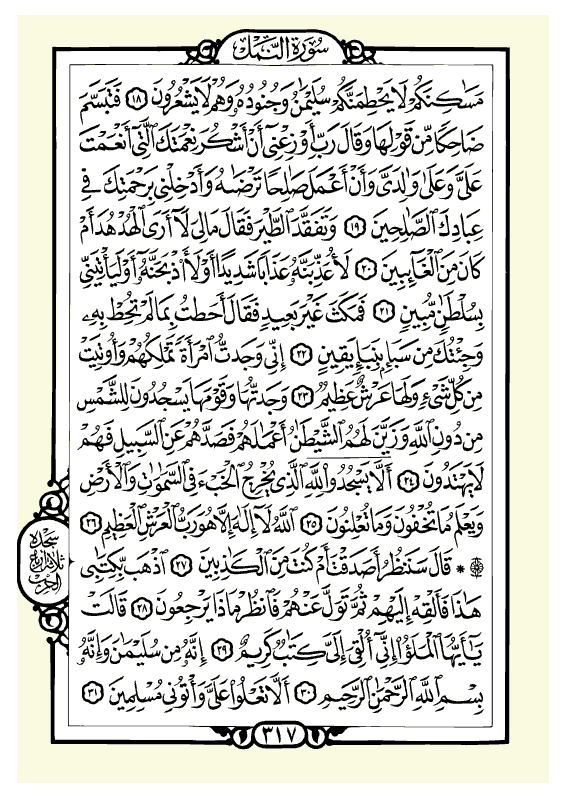 سورة النمل
مَسَٰكِنَكُمْ لَا يَحْطِمَنَّكُمْ سُلَيْمَٰنُ وَجُنُودُهُۥ وَهُمْ لَا يَشْعُرُونَ ١٨ فَتَبَسَّمَ
ضَاحِكًا مِّن قَوْلِهَا وَقَالَ رَبِّ أَوْزِعْنِىٓ أَنْ أَشْكُرَ نِعْمَتَكَ ٱلَّتِىٓ أَنْعَمْتَ
عَلَىَّ وَعَلَىٰ وَٰلِدَىَّ وَأَنْ أَعْمَلَ صَٰلِحًا تَرْضَىٰهُ وَأَدْخِلْنِى بِرَحْمَتِكَ فِى
عِبَادِكَ ٱلصَّٰلِحِينَ ١٩ وَتَفَقَّدَ ٱلطَّيْرَ فَقَالَ مَالِىَ لَآ أَرَى ٱلْهُدْهُدَ أَمْ
كَانَ مِنَ ٱلْغَآئِبِينَ ٢٠ لَأُعَذِّبَنَّهُۥ عَذَابًا شَدِيدًا أَوْ لَأَا۟ذْبَحَنَّهُۥٓ أَوْ لَيَأْتِيَنِّى
بِسُلْطَٰنٍ مُّبِينٍ ٢١ فَمَكَثَ غَيْرَ بَعِيدٍ فَقَالَ أَحَطتُ بِمَا لَمْ تُحِطْ بِهِۦ
وَجِئْتُكَ مِن سَبَإٍۭ بِنَبَإٍ يَقِينٍ ٢٢ إِنِّى وَجَدتُّ ٱمْرَأَةً تَمْلِكُهُمْ وَأُوتِيَتْ
مِن كُلِّ شَىْءٍ وَلَهَا عَرْشٌ عَظِيمٌ ٢٣ وَجَدتُّهَا وَقَوْمَهَا يَسْجُدُونَ لِلشَّمْسِ
مِن دُونِ ٱللَّهِ وَزَيَّنَ لَهُمُ ٱلشَّيْطَٰنُ أَعْمَٰلَهُمْ فَصَدَّهُمْ عَنِ ٱلسَّبِيلِ فَهُمْ
لَا يَهْتَدُونَ ٢٤ أَلَّا يَسْجُدُوا۟ لِلَّهِ ٱلَّذِى يُخْرِجُ ٱلْخَبْءَ فِى ٱلسَّمَٰوَٰتِ وَٱلْأَرْضِ
وَيَعْلَمُ مَا تُخْفُونَ وَمَا تُعْلِنُونَ ٢٥ ٱللَّهُ لَآ إِلَٰهَ إِلَّا هُوَ رَبُّ ٱلْعَرْشِ ٱلْعَظِيمِ ٢٦
۞ قَالَ سَنَنظُرُ أَصَدَقْتَ أَمْ كُنتَ مِنَ ٱلْكَٰذِبِينَ ٢٧ ٱذْهَب بِّكِتَٰبِى
هَٰذَا فَأَلْقِهْ إِلَيْهِمْ ثُمَّ تَوَلَّ عَنْهُمْ فَٱنظُرْ مَاذَا يَرْجِعُونَ ٢٨ قَالَتْ
يَٰٓأَيُّهَا ٱلْمَلَؤُا۟ إِنِّىٓ أُلْقِىَ إِلَىَّ كِتَٰبٌ كَرِيمٌ ٢٩ إِنَّهُۥ مِن سُلَيْمَٰنَ وَإِنَّهُۥ
بِسْمِ ٱللَّهِ ٱلرَّحْمَٰنِ ٱلرَّحِيمِ ٣٠ أَلَّا تَعْلُوا۟ عَلَىَّ وَأْتُونِى مُسْلِمِينَ ٣١
سجدة
ثلاثة أرباع
الحزب
٣١٧